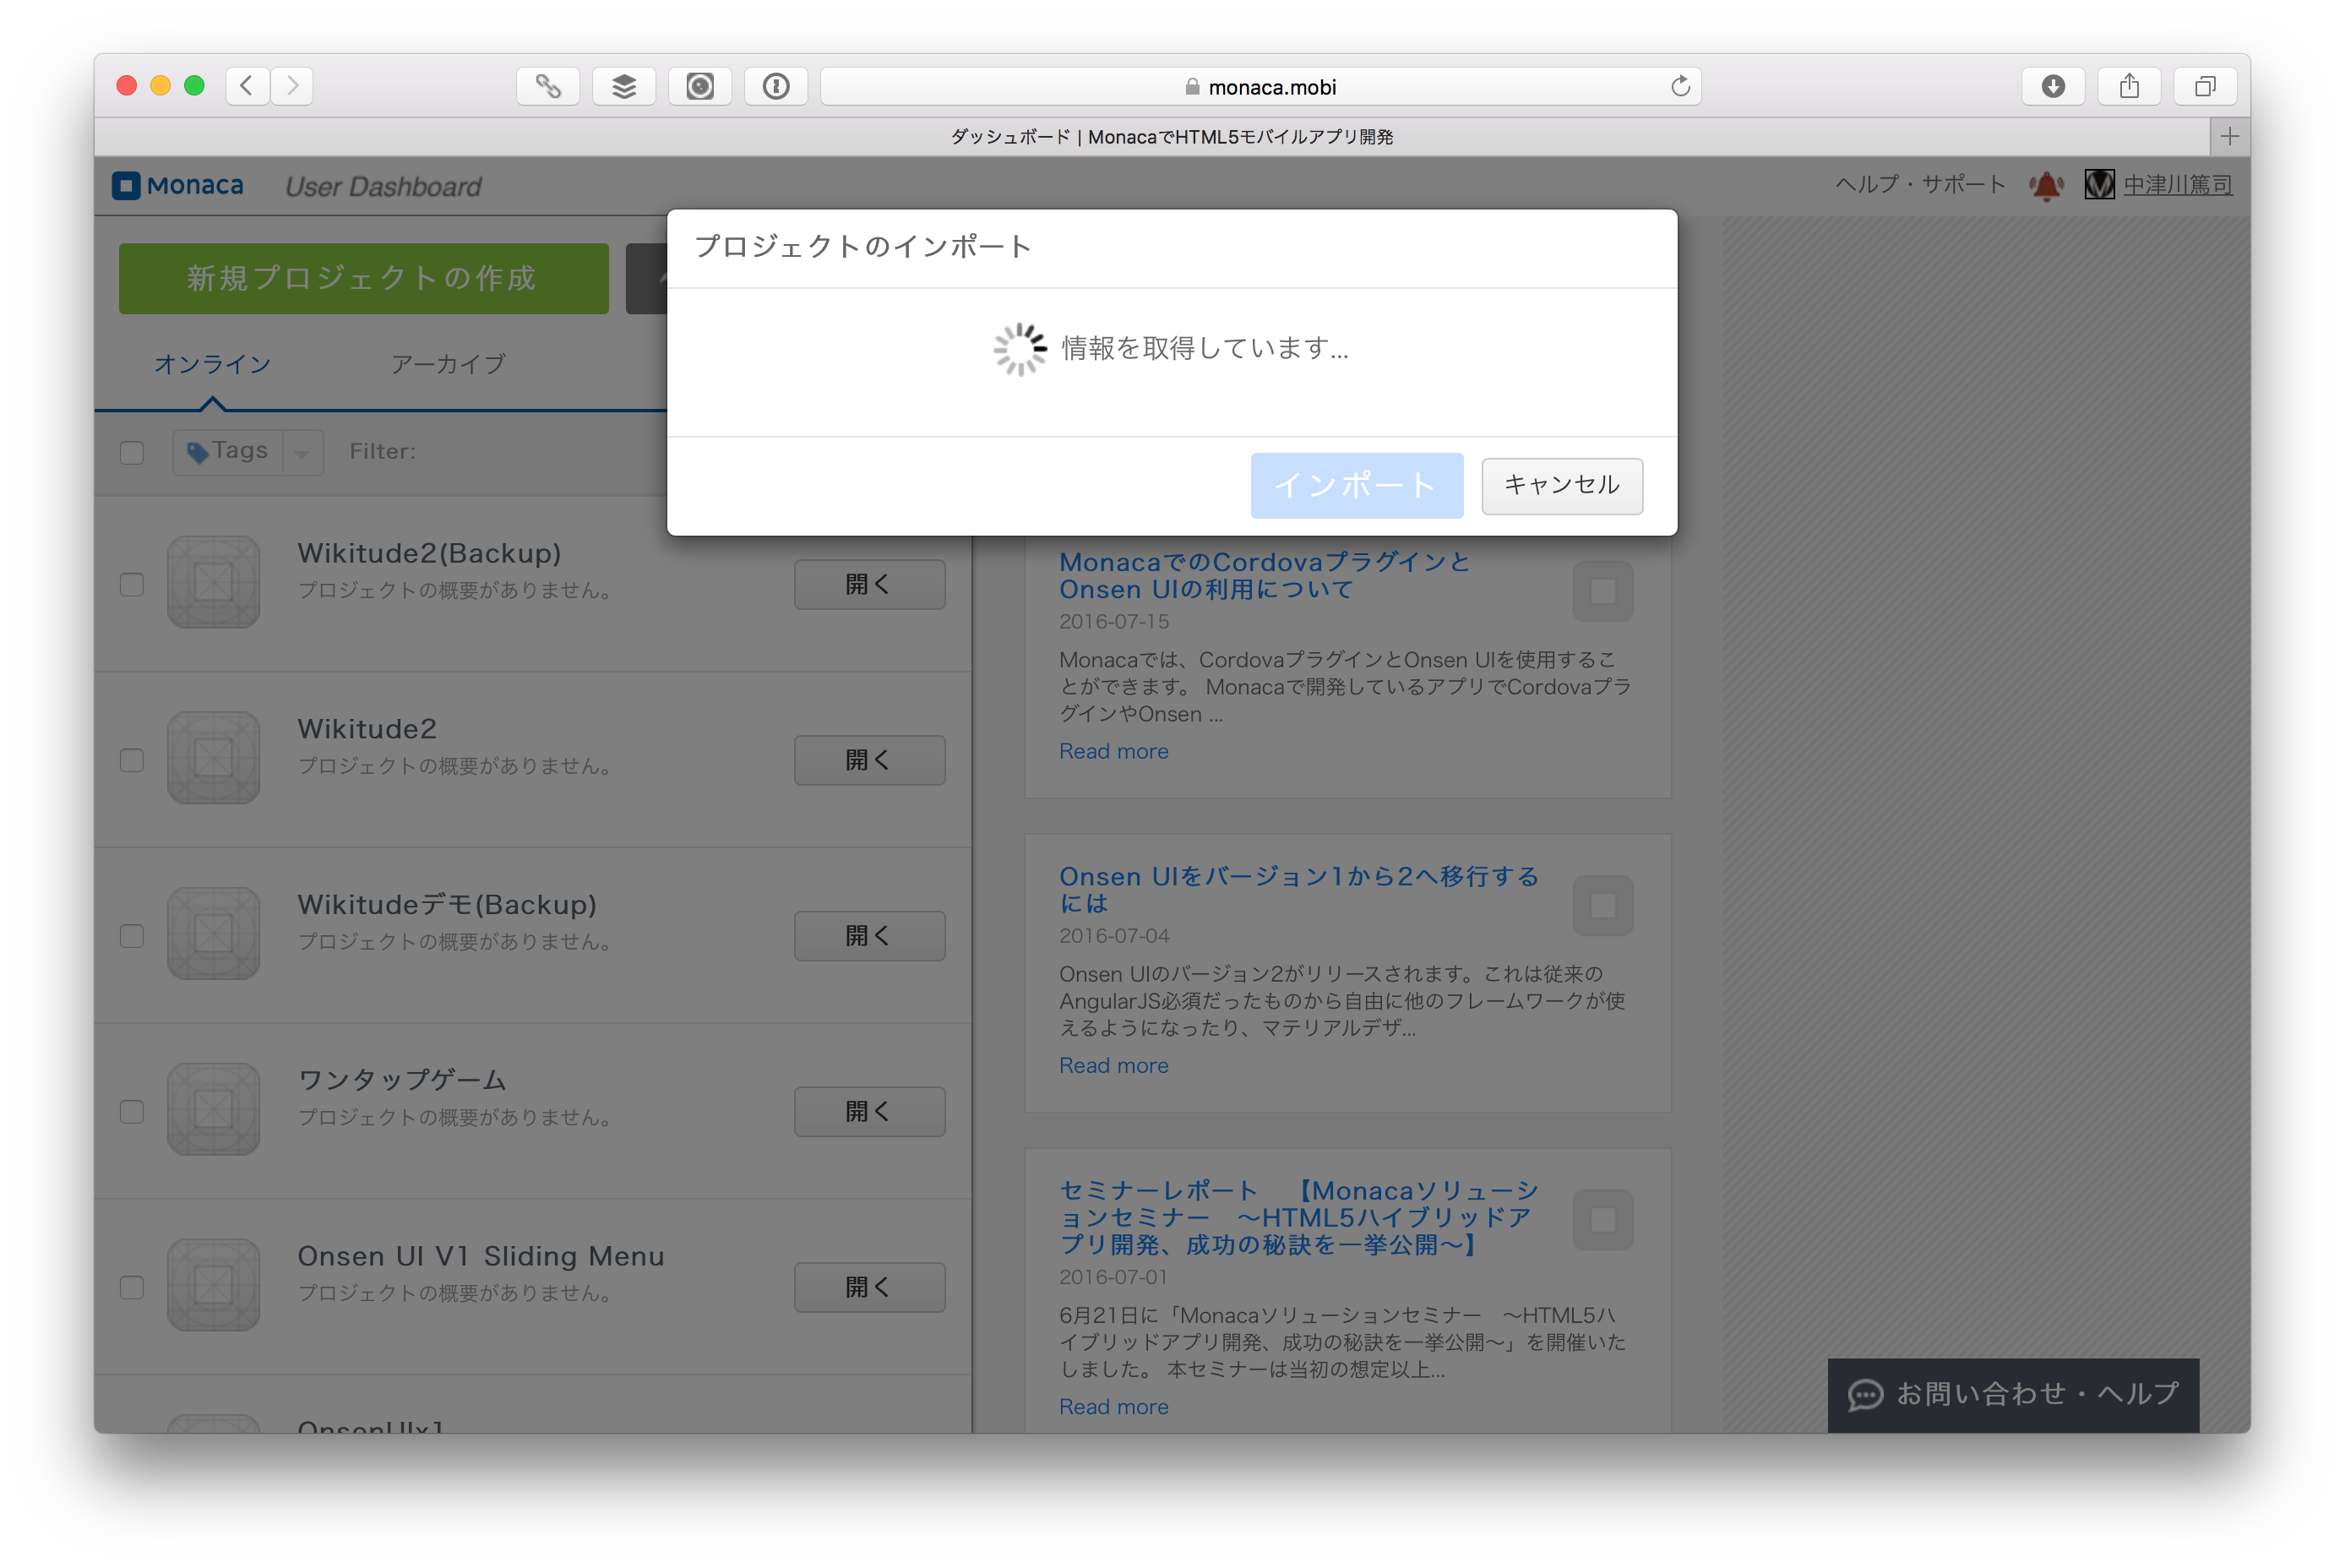 monaca.mobi
ダッシュボード | MonacaでHTML5モバイルアプリ開発
Monaca
User Dashboard
ヘルプ・サポート
中津川篤司
プロジェクトのインポート
情報を取得しています...
インポート
キャンセル
新規プロジェクトの作成
オンライン
アーカイブ
Tags
Filter:
Wikitude2(Backup)
プロジェクトの概要がありません。
開く
Wikitude2
プロジェクトの概要がありません。
開く
Wikitudeデモ(Backup)
プロジェクトの概要がありません。
開く
ワンタップゲーム
プロジェクトの概要がありません。
開く
Onsen UI V1 Sliding Menu
プロジェクトの概要がありません。
開く
OnsenUIx1
MonacaでのCordovaプラグインと
Onsen UIの利用について
2016-07-15
Monacaでは、CordovaプラグインとOnsen UIを使用するこ
とができます。 Monacaで開発しているアプリでCordovaプラ
グインやOnsen ...
Read more
Onsen UIをバージョン1から2へ移行する
には
2016-07-04
Onsen UIのバージョン2がリリースされます。これは従来の
AngularJS必須だったものから自由に他のフレームワークが使
えるようになったり、マテリアルデザ...
Read more
セミナーレポート　【Monacaソリューシ
ョンセミナー　～HTML5ハイブリッドア
プリ開発、成功の秘訣を一挙公開～】
2016-07-01
6月21日に「Monacaソリューションセミナー　～HTML5ハ
イブリッドアプリ開発、成功の秘訣を一挙公開～」を開催いた
しました。 本セミナーは当初の想定以上...
Read more
お問い合わせ・ヘルプ